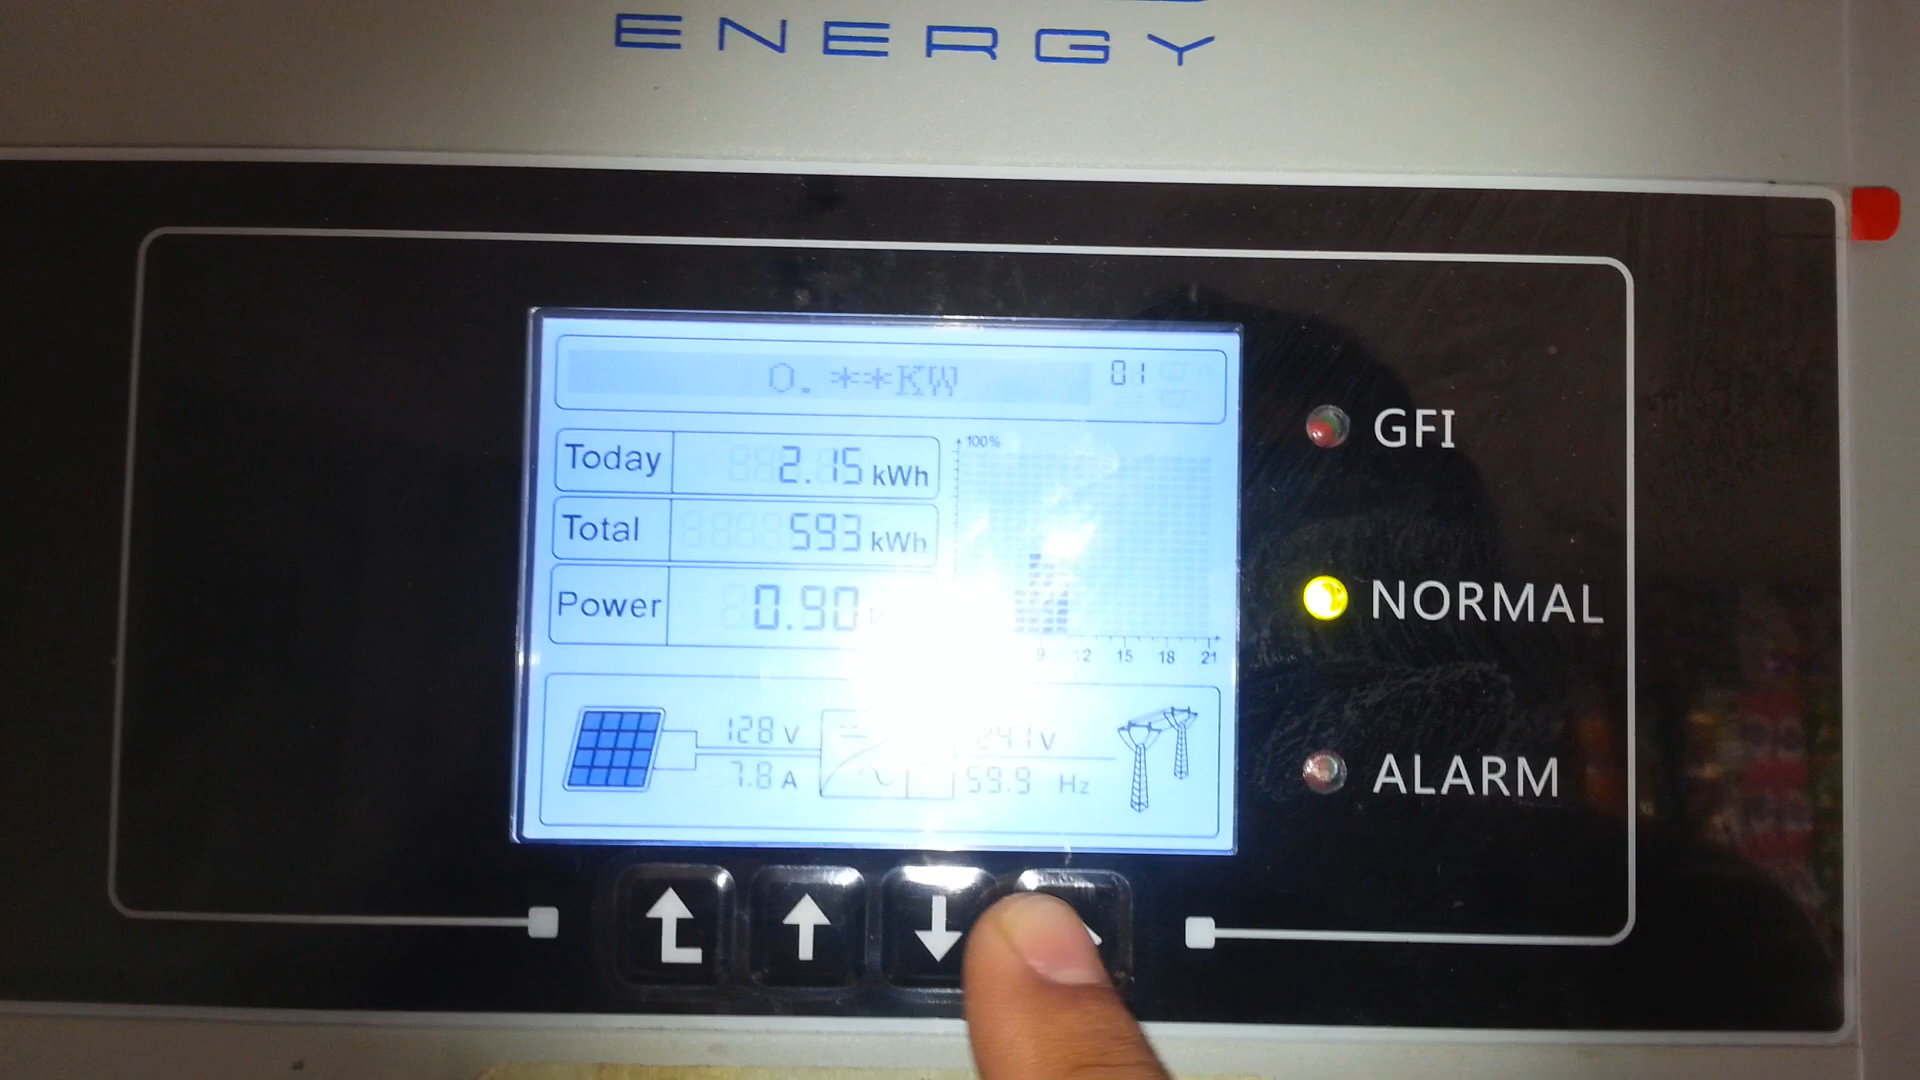 ENERGY
0.**KW 01
Today 2.15 kWh
Total 593 kWh
Power 0.90
100%
9 12 15 18 21
128 V
7.8 A
241 V
59.9 Hz
GFI
NORMAL
ALARM